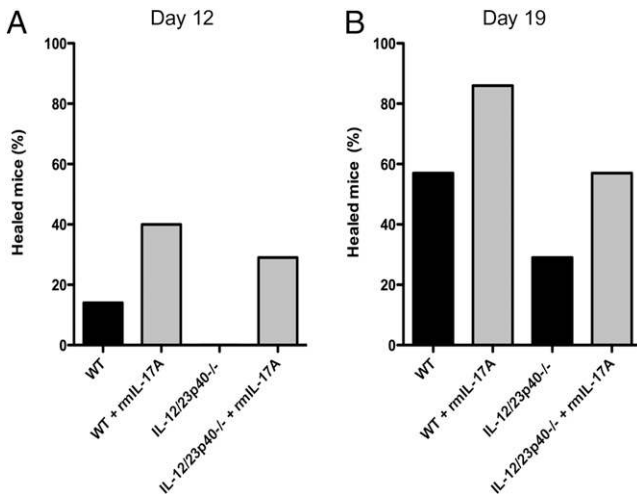 A
Day 12
Healed mice (%)
100
80
60
40
20
0
WT
WT + rmIL-17A
IL-12/23p40-/-
IL-12/23p40-/- + rmIL-17A
B
Day 19
Healed mice (%)
100
80
60
40
20
0
WT
WT + rmIL-17A
IL-12/23p40-/-
IL-12/23p40-/- + rmIL-17A